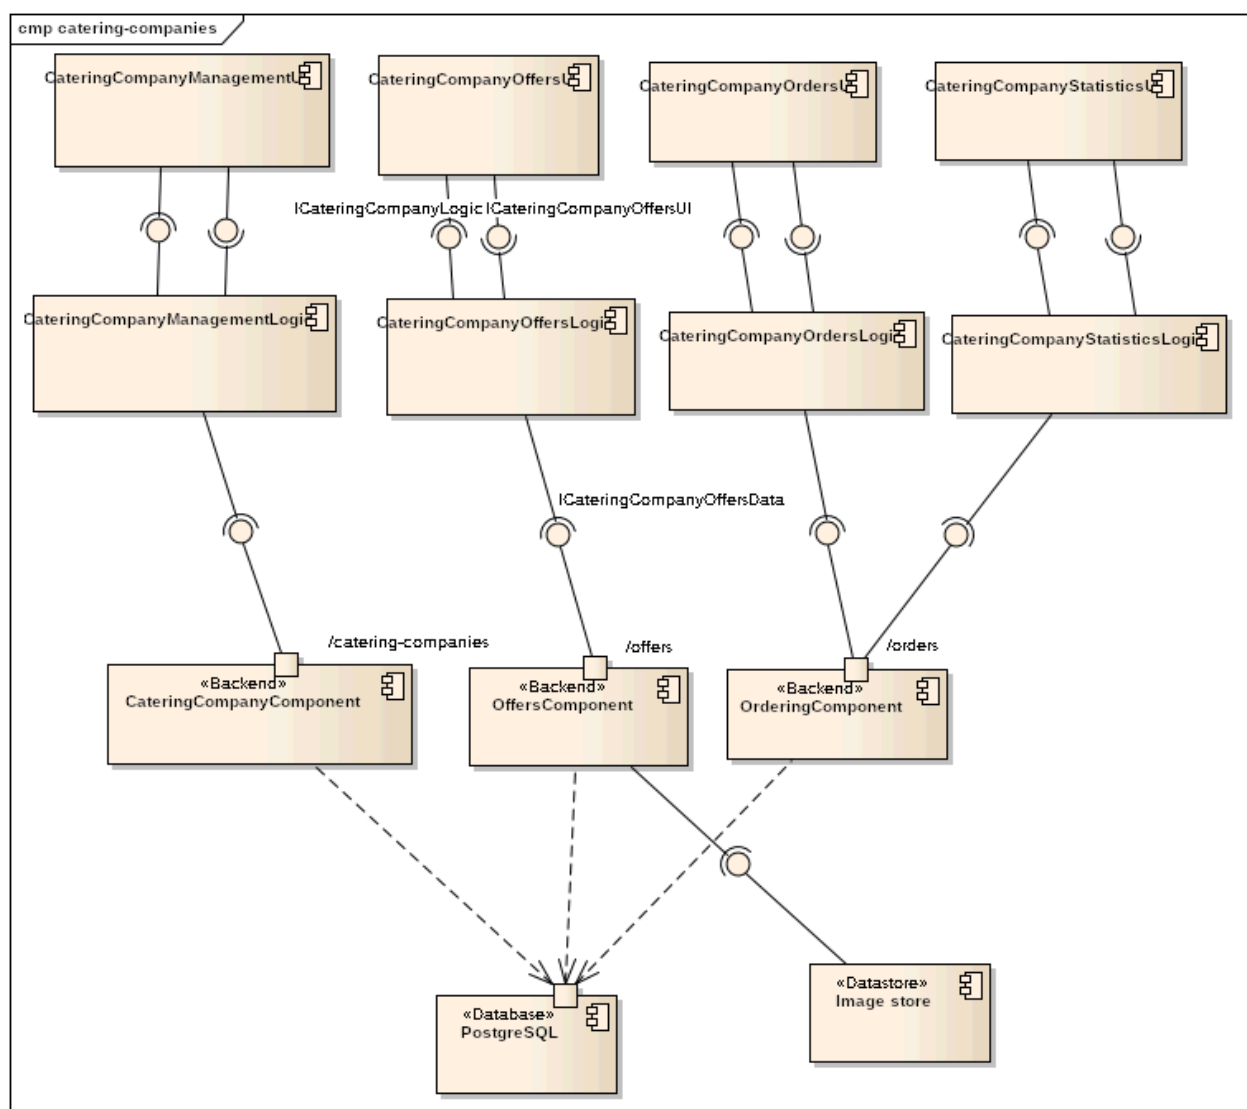 cmp catering-companies
CateringCompanyManagementU
CateringCompanyOffersU
CateringCompanyOrdersU
CateringCompanyStatisticsU
ICateringCompanyLogic
ICateringCompanyOffersUI
CateringCompanyManagementLogi
CateringCompanyOffersLogi
CateringCompanyOrdersLogi
CateringCompanyStatisticsLogi
ICateringCompanyOffersData
/catering-companies
/offers
/orders
«Backend»
CateringCompanyComponent
«Backend»
OffersComponent
«Backend»
OrderingComponent
«Database»
PostgreSQL
«Datastore»
Image store